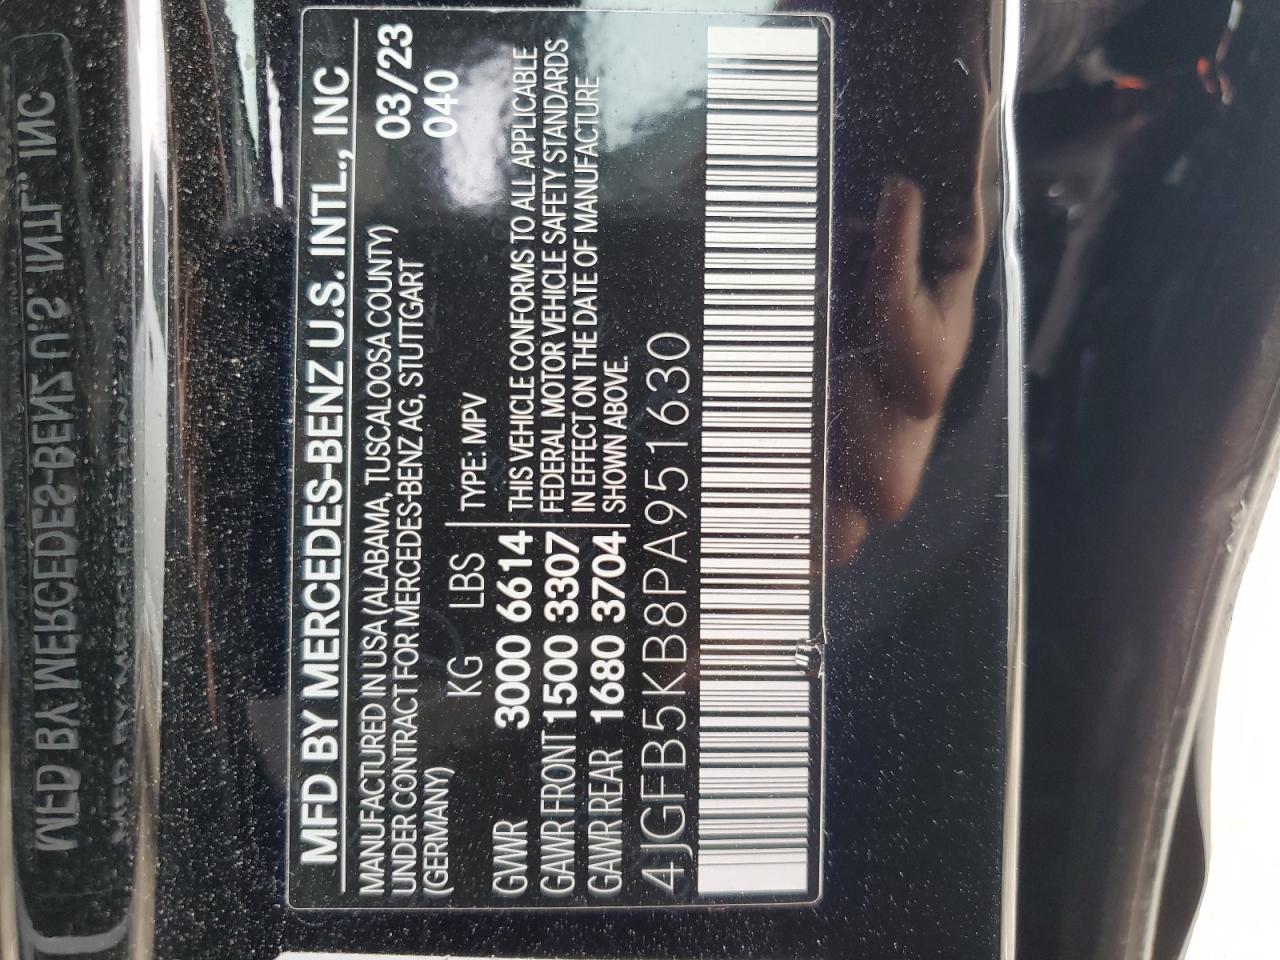 MFD BY MERCEDES-BENZ U.S. INTL., INC
MANUFACTURED IN USA (ALABAMA, TUSCALOOSA COUNTY) 03/23
UNDER CONTRACT FOR MERCEDES-BENZ AG, STUTTGART 040
(GERMANY)
KG LBS TYPE: MPV
GVWR 3000 6614 THIS VEHICLE CONFORMS TO ALL APPLICABLE
GAWR FRONT 1500 3307 FEDERAL MOTOR VEHICLE SAFETY STANDARDS
IN EFFECT ON THE DATE OF MANUFACTURE
GAWR REAR 1680 3704 SHOWN ABOVE.
4JGFB5KB8PA951630